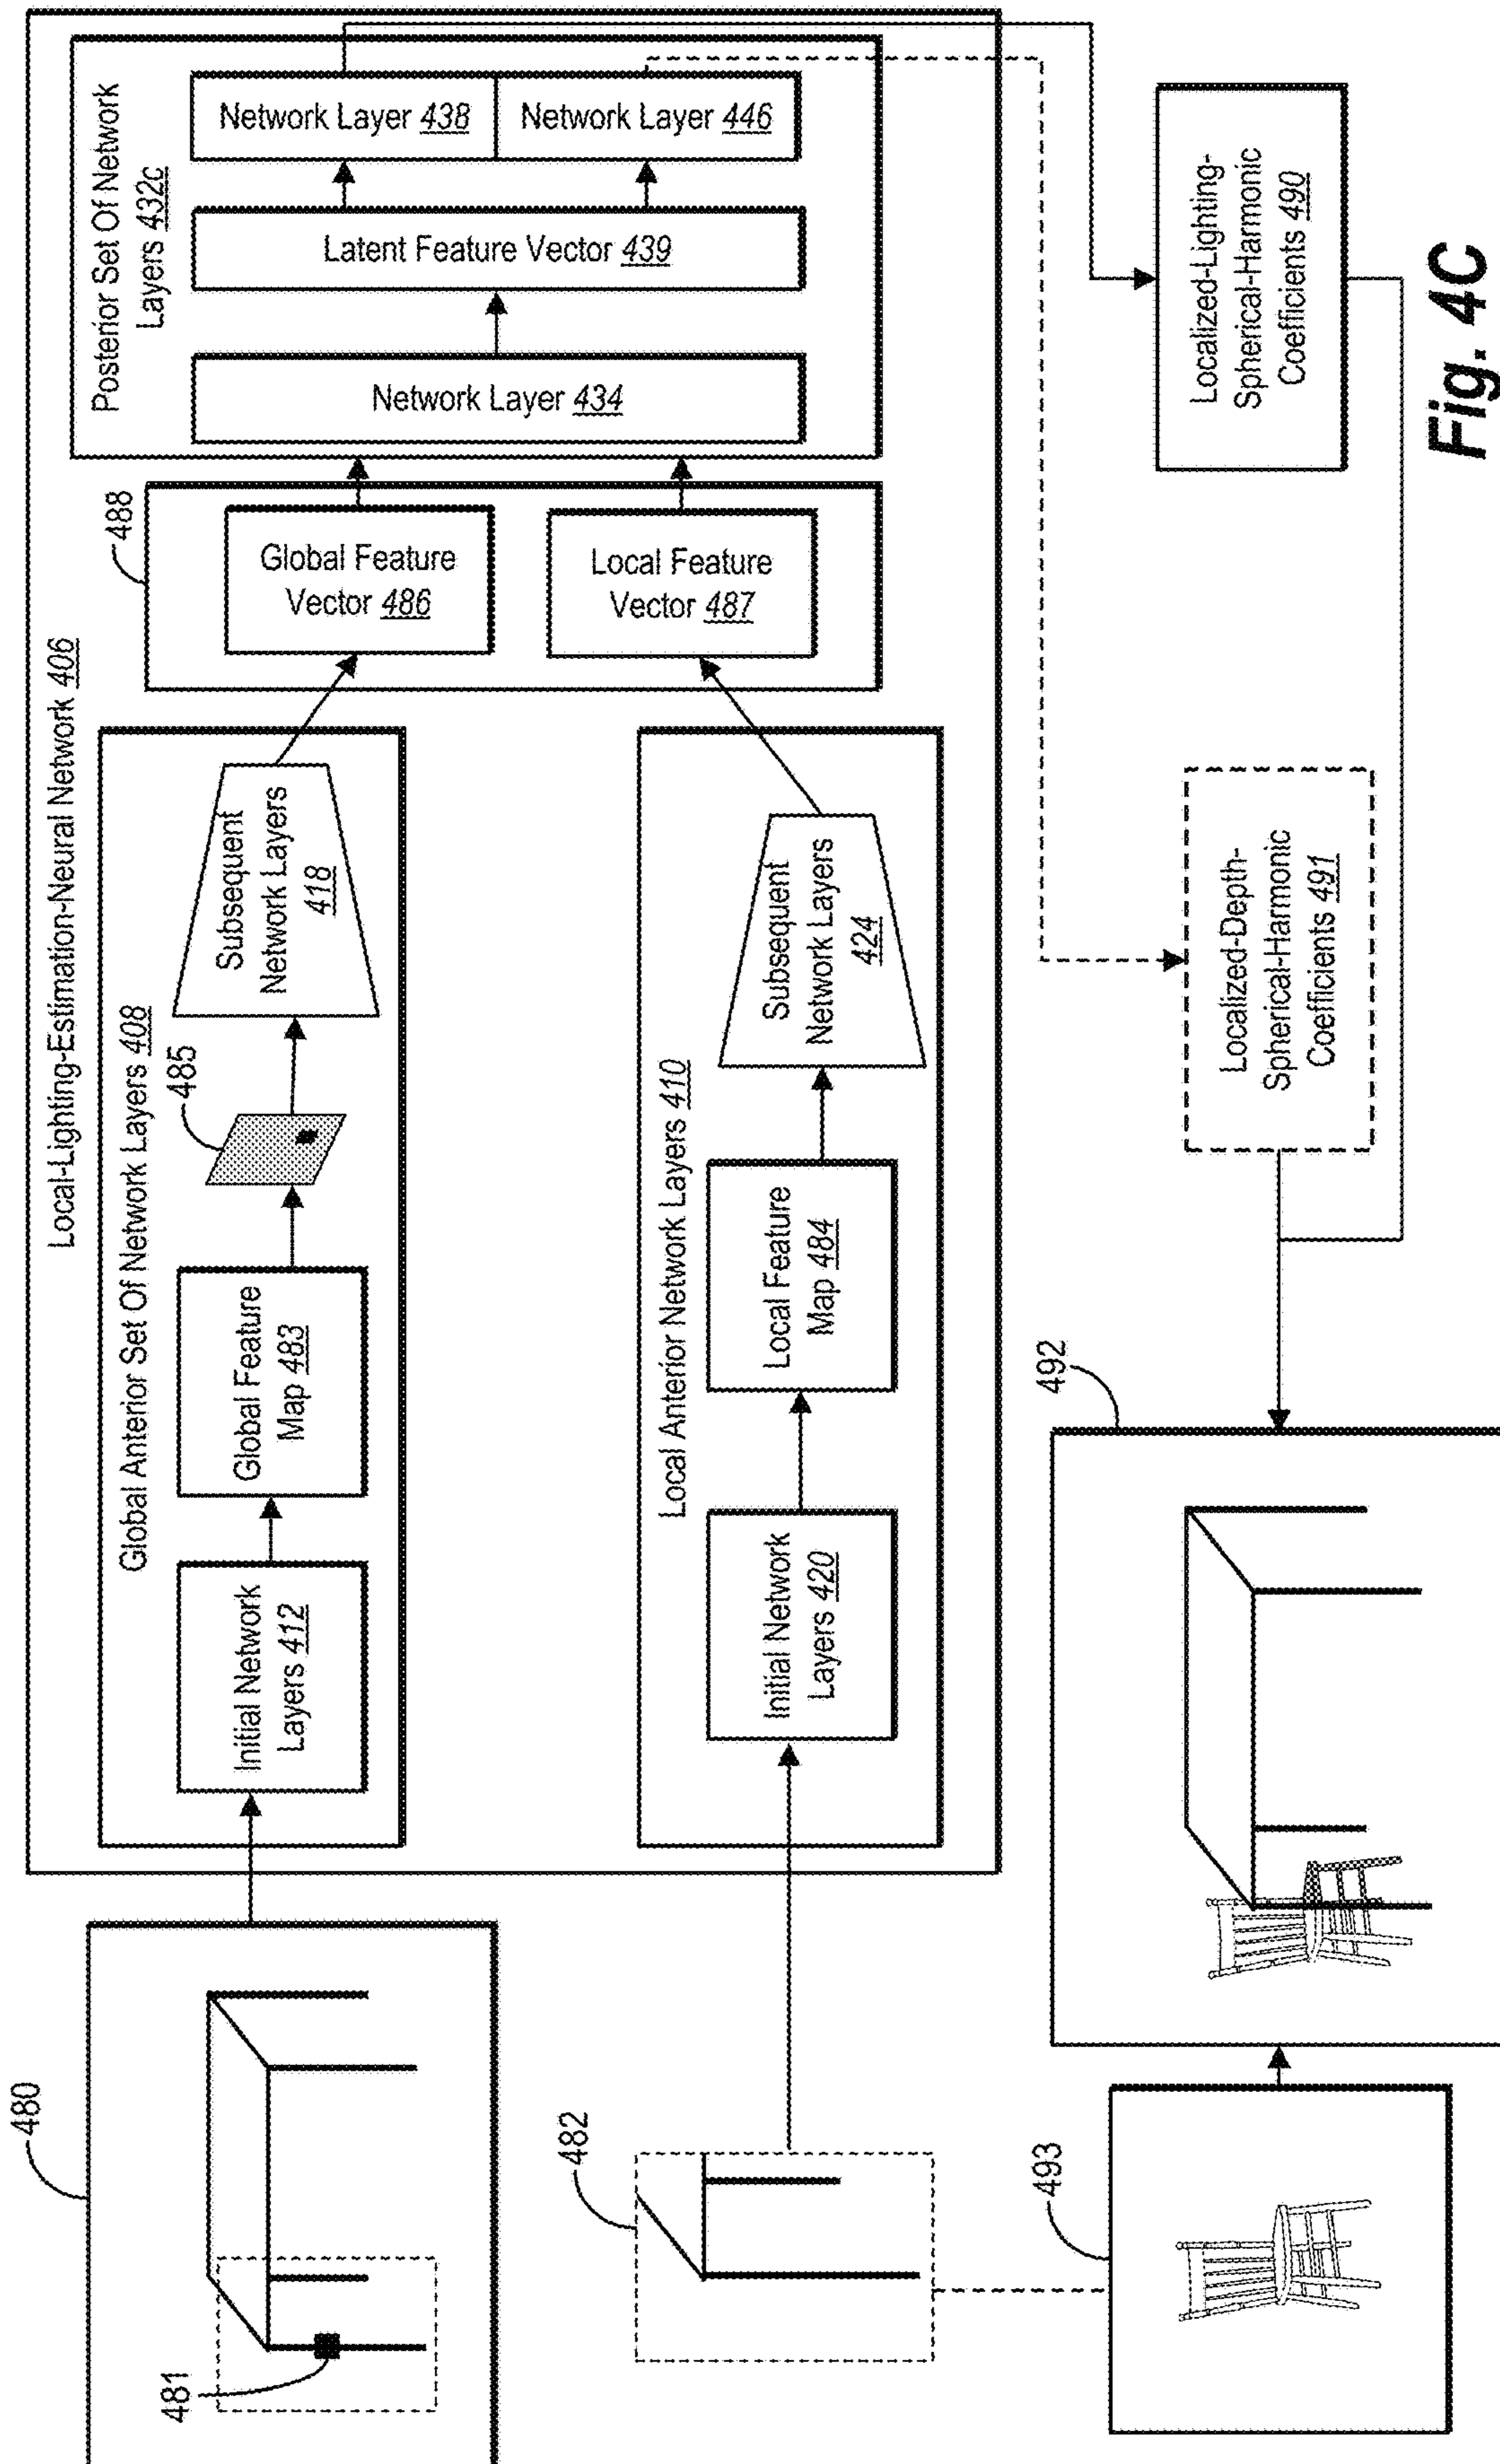 480
481
482
493
492
Local-Lighting-Estimation-Neural Network 406
Global Anterior Set Of Network Layers 408
Initial Network
Layers 412
Global Feature
Map 483
485
Subsequent
Network Layers
418
Local Anterior Network Layers 410
Initial Network
Layers 420
Local Feature
Map 484
Subsequent
Network Layers
424
488
Global Feature
Vector 486
Local Feature
Vector 487
Posterior Set Of Network
Layers 432c
Network Layer 434
Latent Feature Vector 439
Network Layer 438
Network Layer 446
Localized-Depth-
Spherical-Harmonic
Coefficients 491
Localized-Lighting-
Spherical-Harmonic
Coefficients 490
Fig. 4C